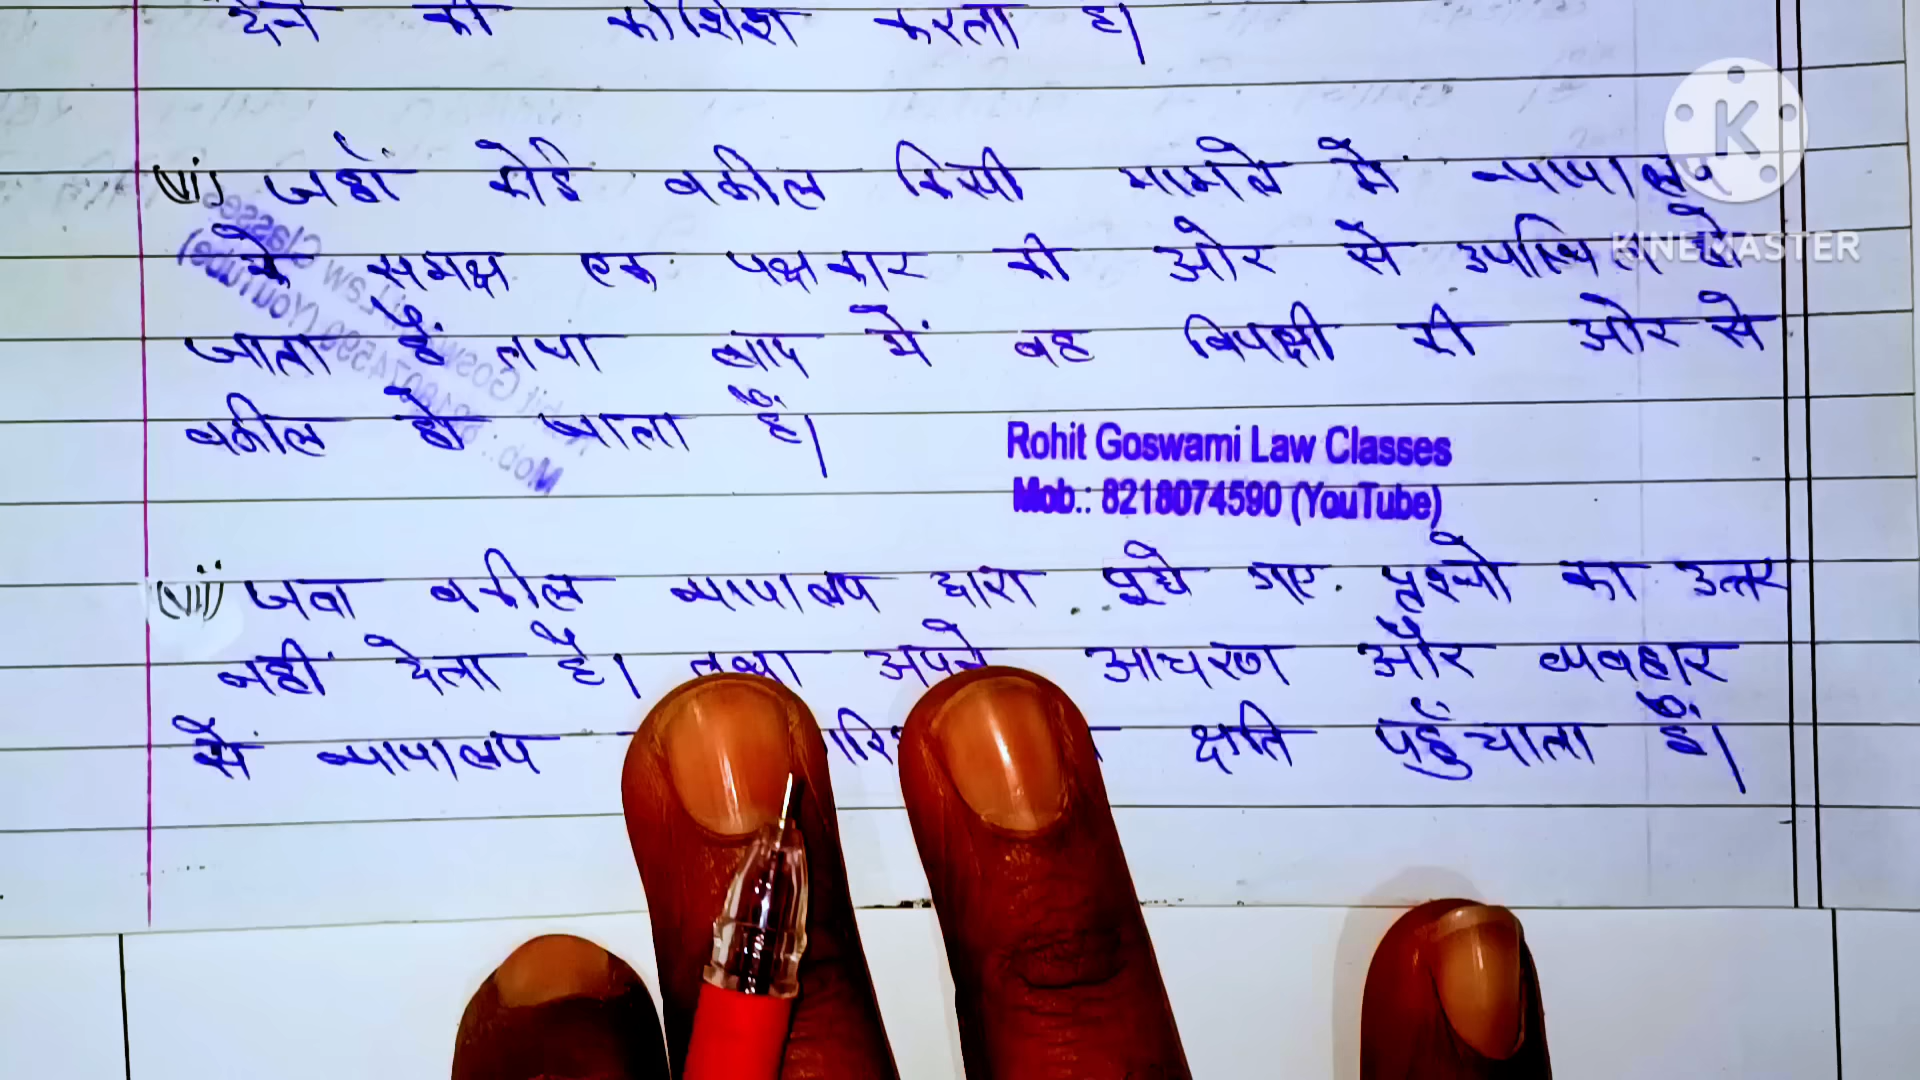 देने की कोशिश करता है।
(vi) जहाँ कोई वकील किसी मामले में न्यायालय
के समक्ष एक पक्षकार की ओर से उपस्थित हो
जाता है तथा बाद में वह विपक्षी की ओर से
वकील हो जाता है।
Rohit Goswami Law Classes
Mob.: 8218074590 (YouTube)
(vii) जब वकील न्यायालय द्वारा पूछे गए प्रश्नो का उत्तर
नहीं देता है। तथा अपने आचरण और व्यवहार
से न्यायालय क्षति पहुँचाता है।
K
KINEMASTER